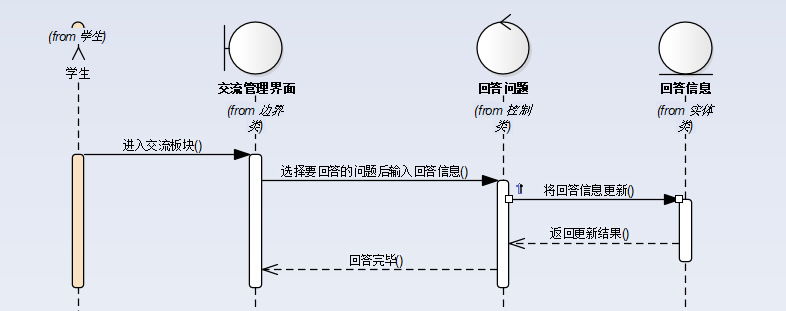 (from 学生)
学生
交流管理界面
(from 边界
类)
回答问题
(from 控制
类)
回答信息
(from 实体
类)
进入交流板块()
选择要回答的问题后输入回答信息()
将回答信息更新()
返回更新结果()
回答完毕()